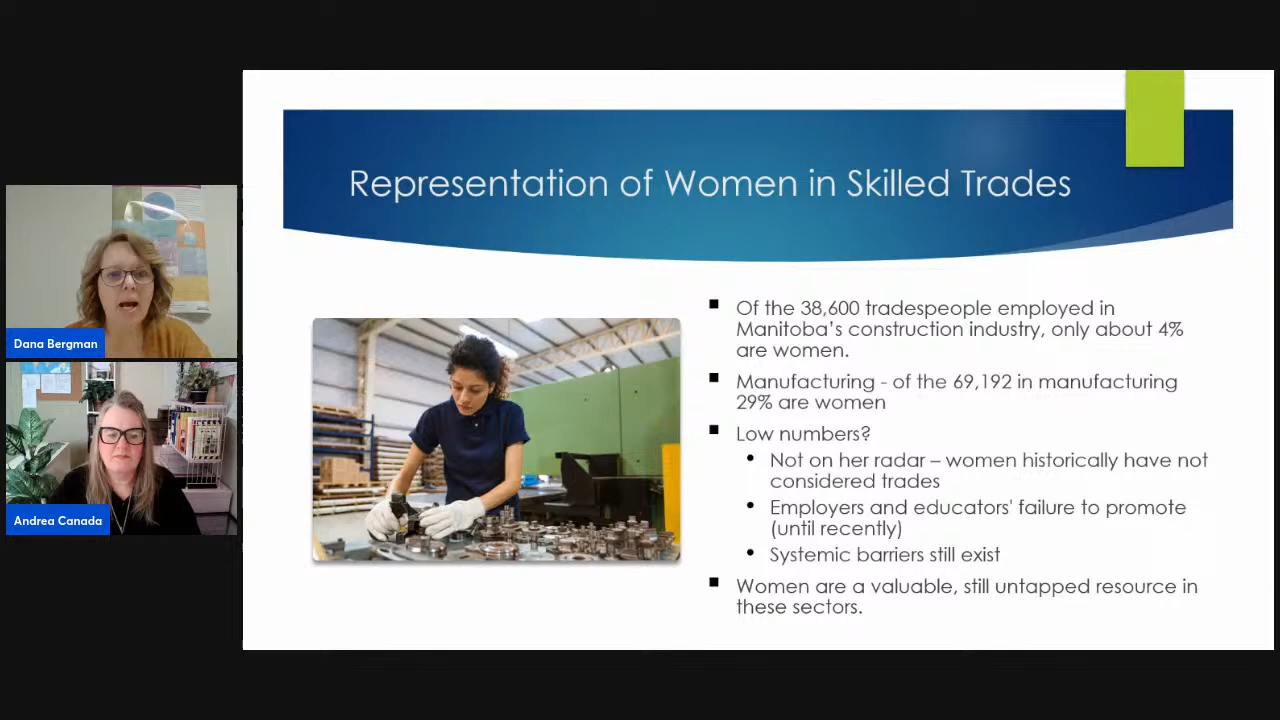 Representation of Women in Skilled Trades
Dana Bergman
Andrea Canada
Of the 38,600 tradespeople employed in
Manitoba’s construction industry, only about 4%
are women.
Manufacturing - of the 69,192 in manufacturing
29% are women
Low numbers?
Not on her radar – women historically have not
considered trades
Employers and educators' failure to promote
(until recently)
Systemic barriers still exist
Women are a valuable, still untapped resource in
these sectors.